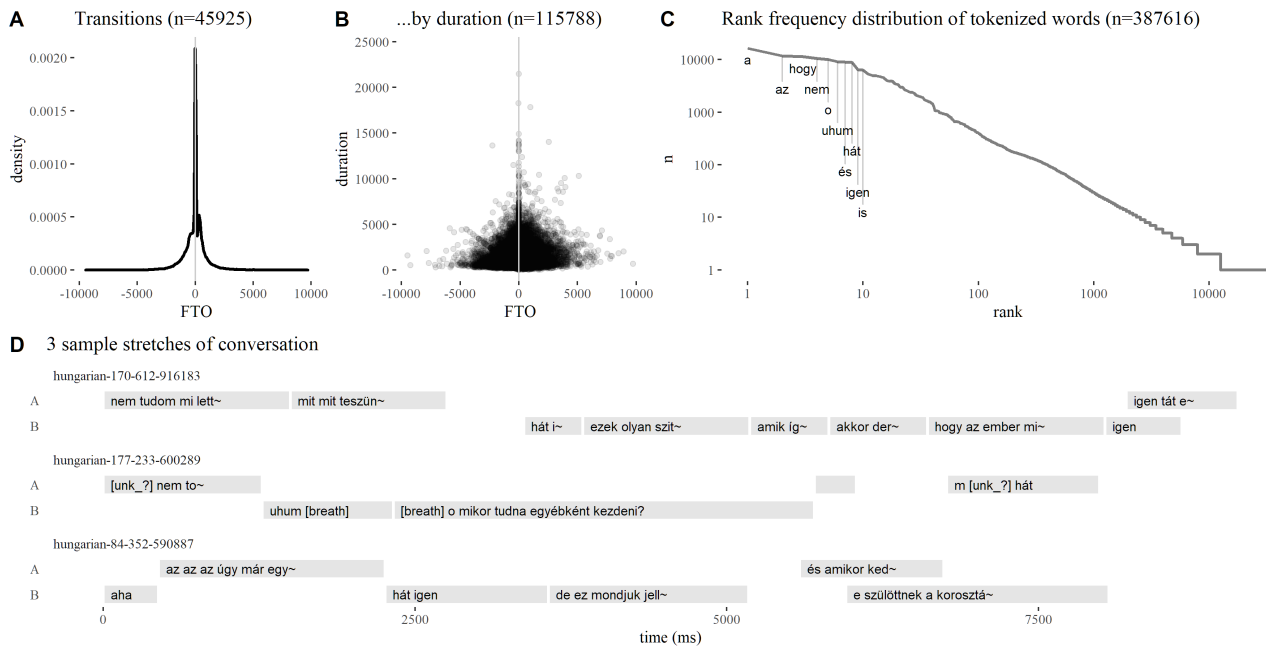 A Transitions (n=45925)
B ...by duration (n=115788)
C Rank frequency distribution of tokenized words (n=387616)
density
0.0020
0.0015
0.0010
0.0005
0.0000
-10000 -5000 0 5000 10000
FTO
duration
25000
20000
15000
10000
5000
0
-10000 -5000 0 5000 10000
FTO
n
10000
1000
100
10
1
a
az
hogy
nem
o
uhum
hát
és
igen
is
1 10 100 1000 10000
rank
D 3 sample stretches of conversation
hungarian-170-612-916183
A nem tudom mi lett~ mit mit teszün~ igen tát e~
B hát i~ ezek olyan szit~ amik íg~ akkor der~ hogy az ember mi~ igen
hungarian-177-233-600289
A [unk_?] nem to~ m [unk_?] hát
B uhum [breath] [breath] o mikor tudna egyébként kezdeni?
hungarian-84-352-590887
A az az az úgy már egy~ és amikor ked~
B aha hát igen de ez mondjuk jell~ e szülöttnek a korosztá~
0 2500 5000 7500
time (ms)